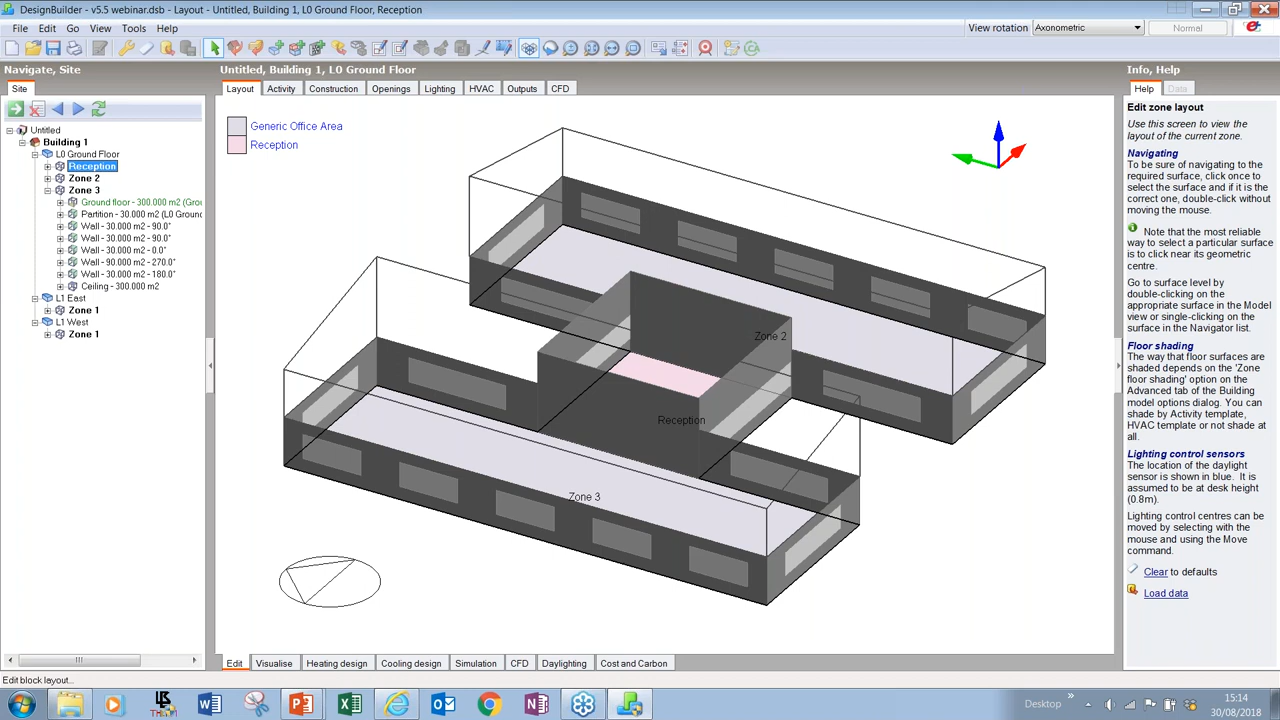 DesignBuilder - v5.5 webinar.dsb - Layout - Untitled, Building 1, L0 Ground Floor, Reception
File Edit Go View Tools Help
View rotation Axonometric Normal
Navigate, Site
Site
Untitled
Building 1
L0 Ground Floor
Reception
Zone 2
Zone 3
Ground floor - 300.000 m2 (Grou
Partition - 30.000 m2 (L0 Ground
Wall - 30.000 m2 - 90.0°
Wall - 30.000 m2 - 90.0°
Wall - 30.000 m2 - 0.0°
Wall - 90.000 m2 - 270.0°
Wall - 30.000 m2 - 180.0°
Ceiling - 300.000 m2
L1 East
Zone 1
L1 West
Zone 1
Untitled, Building 1, L0 Ground Floor
Layout Activity Construction Openings Lighting HVAC Outputs CFD
Generic Office Area
Reception
Zone 2
Reception
Zone 3
Edit Visualise Heating design Cooling design Simulation CFD Daylighting Cost and Carbon
Info, Help
Help Data
Edit zone layout
Use this screen to view the
layout of the current zone.
Navigating
To be sure of navigating to the
required surface, click once to
select the surface and if it is the
correct one, double-click without
moving the mouse.
Note that the most reliable
way to select a particular surface
is to click near its geometric
centre.
Go to surface level by
double-clicking on the
appropriate surface in the Model
view or single-clicking on the
surface in the Navigator list.
Floor shading
The way that floor surfaces are
shaded depends on the 'Zone
floor shading' option on the
Advanced tab of the Building
model options dialog. You can
shade by Activity template,
HVAC template or not shade at
all.
Lighting control sensors
The location of the daylight
sensor is shown in blue. It is
assumed to be at desk height
(0.8m).
Lighting control centres can be
moved by selecting with the
mouse and using the Move
command.
Clear to defaults
Load data
Edit block layout...
Desktop
15:14
30/08/2018